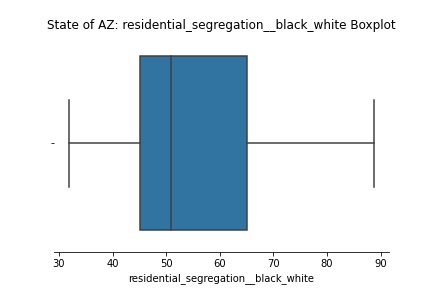 State of AZ: residential_segregation__black_white Boxplot
-
30 40 50 60 70 80 90
residential_segregation__black_white